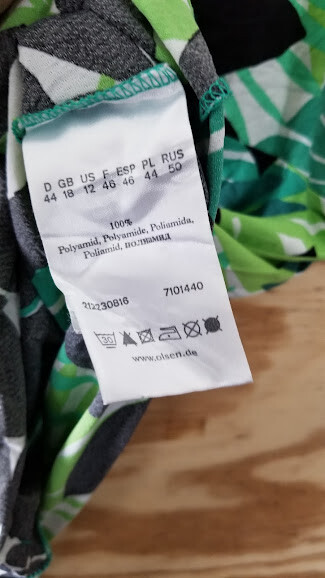 D GB US F ESP PL RUS
44 18 12 46 46 44 50
100%
Polyamid, Polyamide, Poliamida,
Poliamid, ПОЛИАМИД
212230816 7101440
30
www.olsen.de